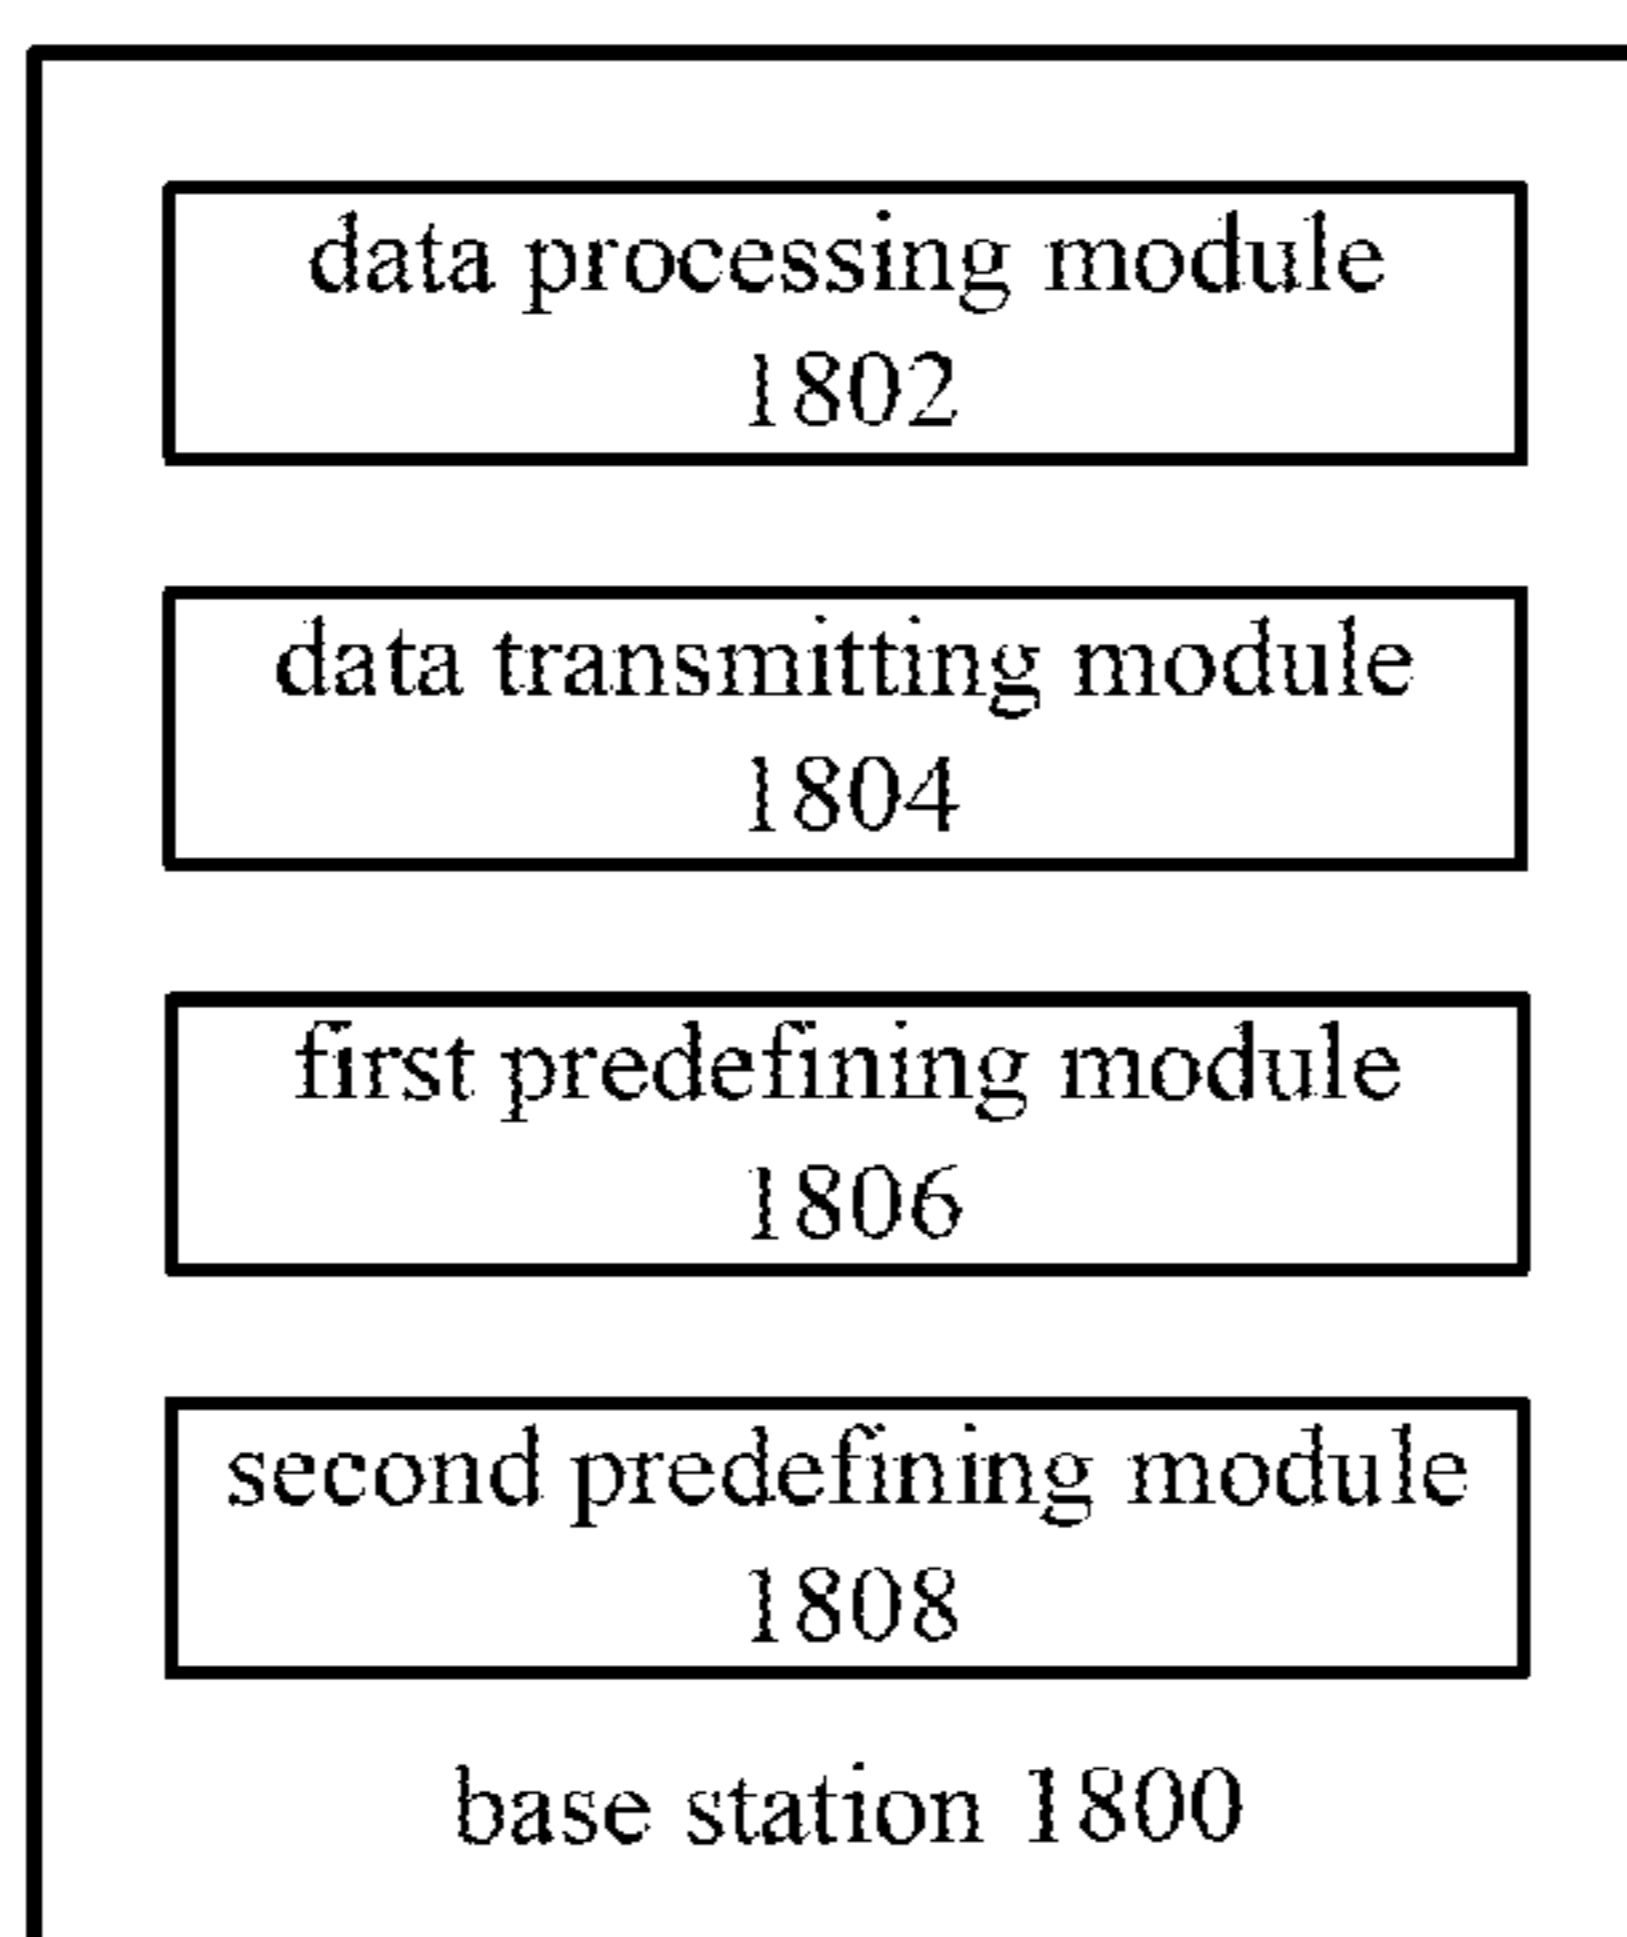 data processing module
1802
data transmitting module
1804
first predefining module
1806
second predefining module
1808
base station 1800